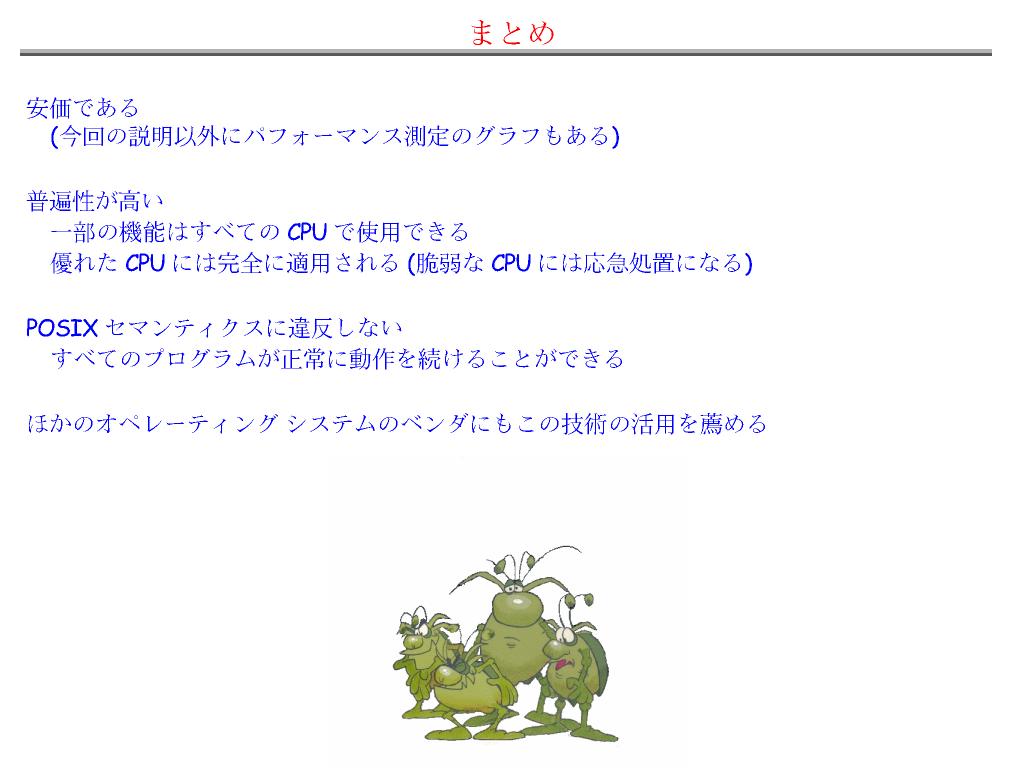 まとめ
安価である
(今回の説明以外にパフォーマンス測定のグラフもある)
普遍性が高い
一部の機能はすべての CPU で使用できる
優れた CPU には完全に適用される (脆弱な CPU には応急処置になる)
POSIX セマンティクスに違反しない
すべてのプログラムが正常に動作を続けることができる
ほかのオペレーティング システムのベンダにもこの技術の活用を薦める